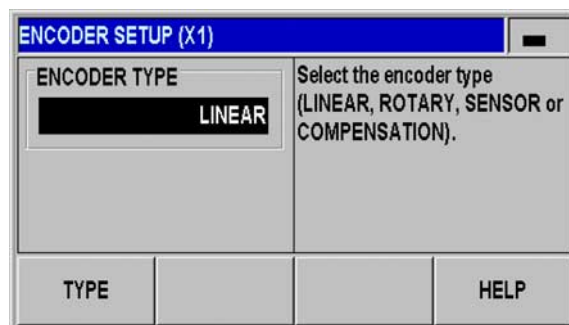 ENCODER SETUP (X1)
ENCODER TYPE
LINEAR
Select the encoder type
(LINEAR, ROTARY, SENSOR or
COMPENSATION).
TYPE
HELP